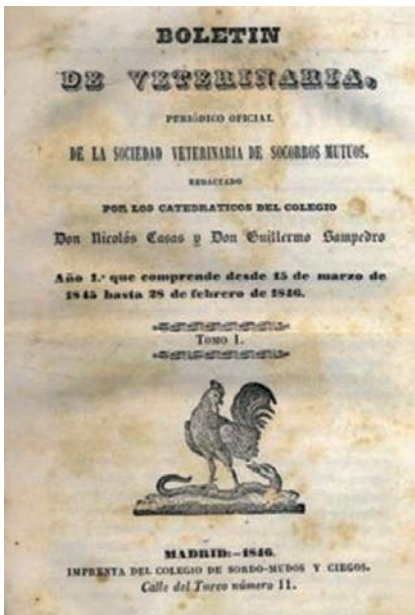 BOLETIN
DE VETERINARIA,
PERIÓDICO OFICIAL
DE LA SOCIEDAD VETERINARIA DE SOCORROS MUTUOS.
REDACTADO
POR LOS CATEDRATICOS DEL COLEGIO
Don Nicolás Casas y Don Guillermo Sampedro
Año 1.º que comprende desde 15 de marzo de
1845 hasta 28 de febrero de 1846.
TOMO I.
MADRID:—1846.
IMPRENTA DEL COLEGIO DE SORDO-MUDOS Y CIEGOS.
Calle del Turco número 11.